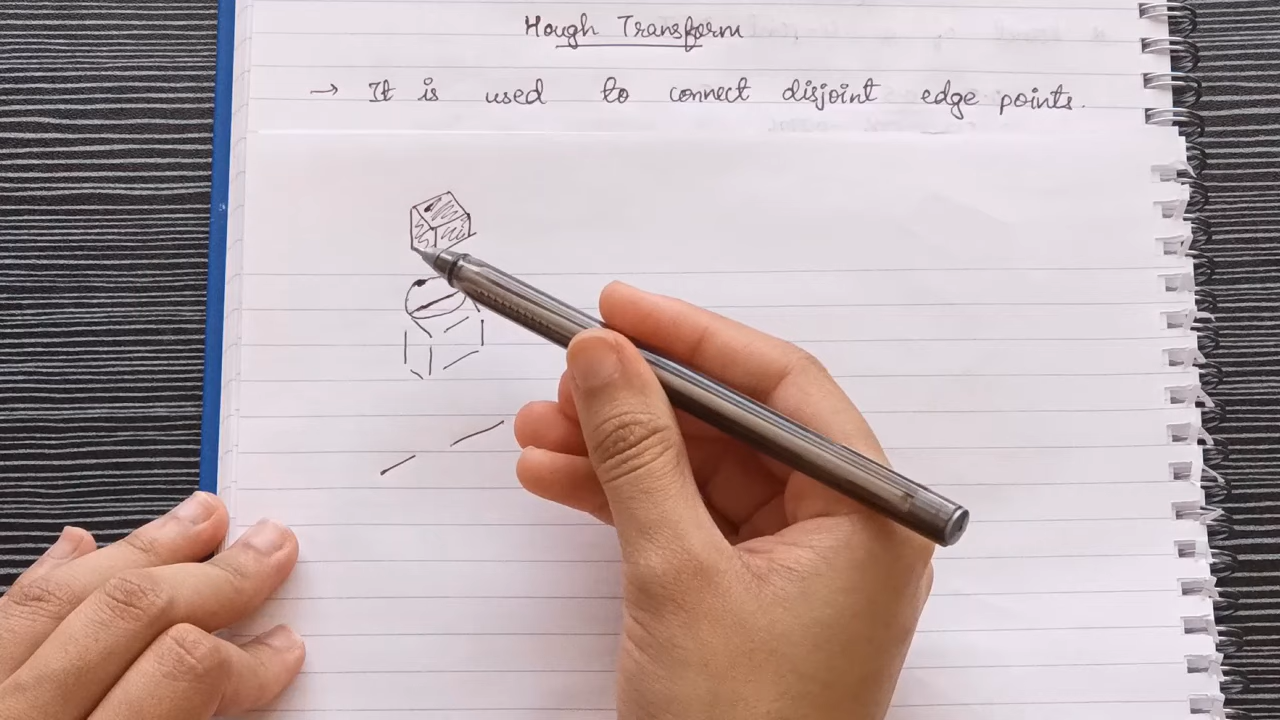 Hough Transform
→ It is used to connect disjoint edge points.